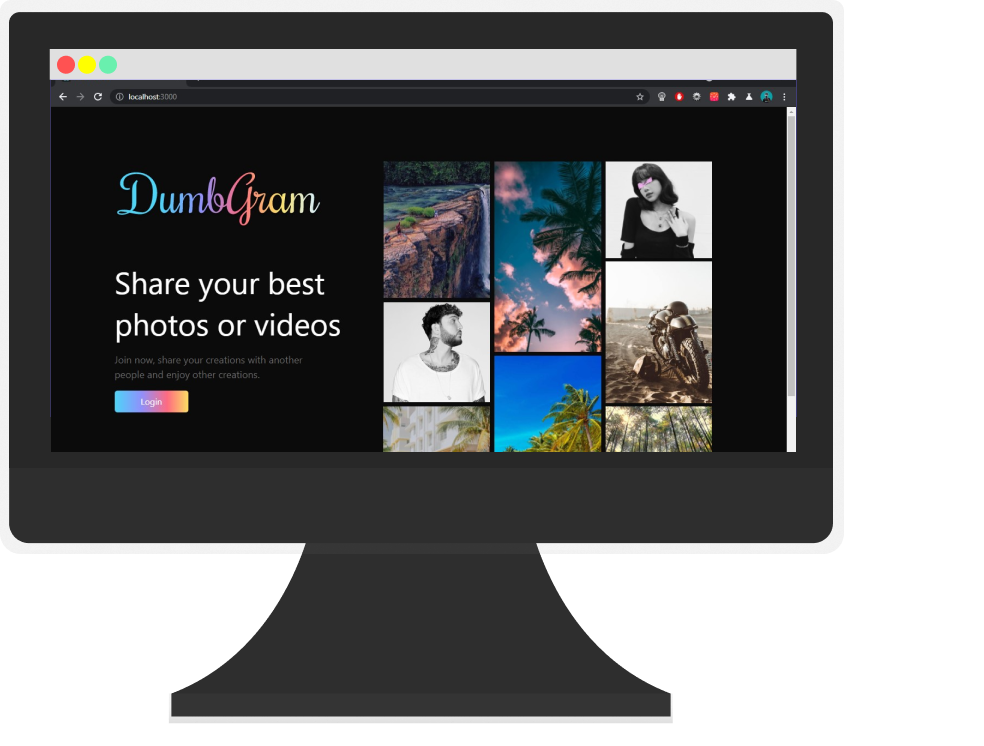 localhost:3000
DumbGram
Share your best
photos or videos
Join now, share your creations with another
people and enjoy other creations.
Login